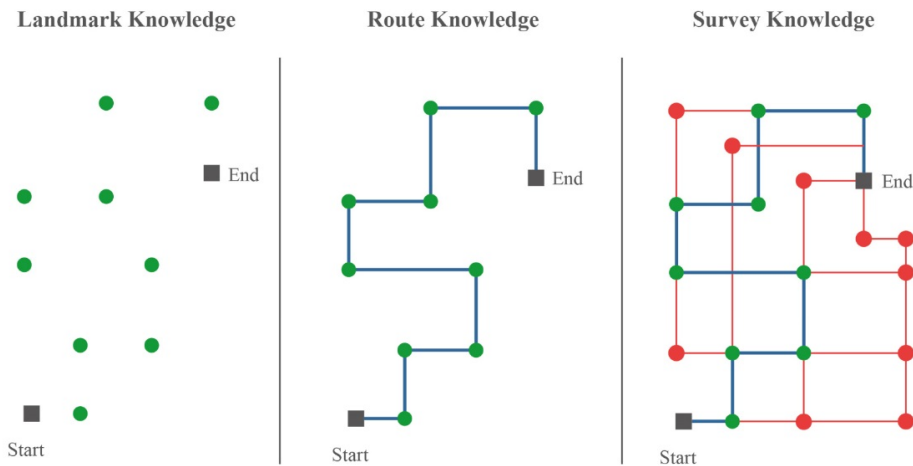 Landmark Knowledge
Route Knowledge
Survey Knowledge
End
Start
End
Start
End
Start